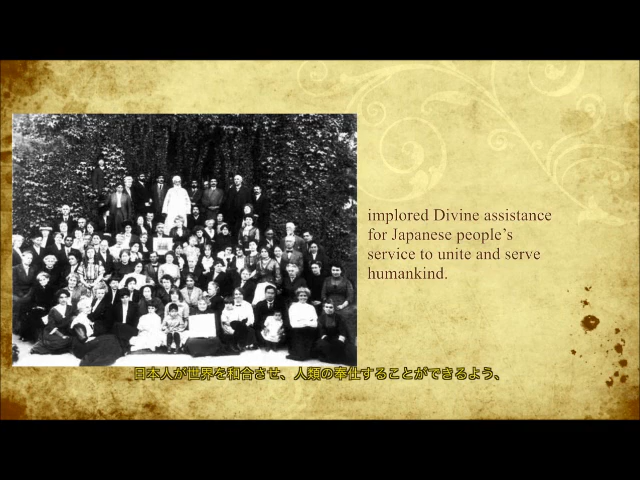 implored Divine assistance
for Japanese people's
service to unite and serve
humankind.
日本人が世界を和合させ、人類の奉仕することができるよう、